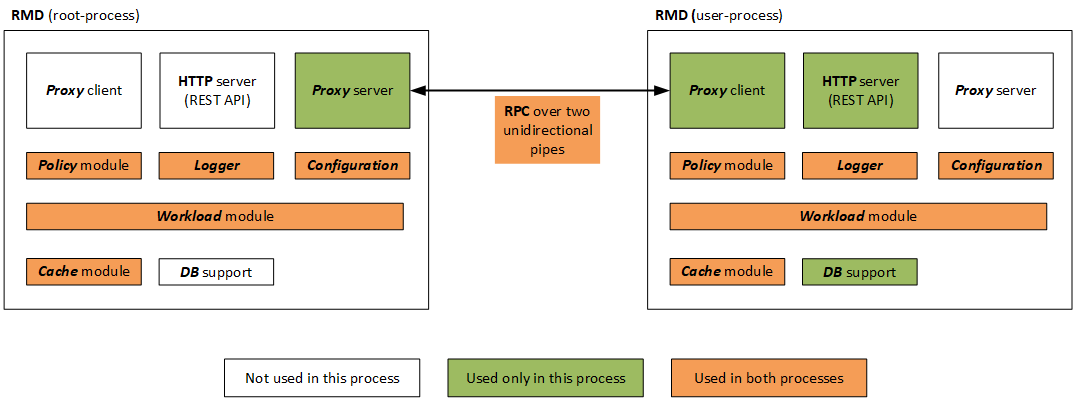 RMD (root-process)
RMD (user-process)
Proxy client
HTTP server
(REST API)
Proxy server
RPC over two
unidirectional
pipes
Proxy client
HTTP server
(REST API)
Proxy server
Policy module
Logger
Configuration
Policy module
Logger
Configuration
Workload module
Workload module
Cache module
DB support
Cache module
DB support
Not used in this process
Used only in this process
Used in both processes